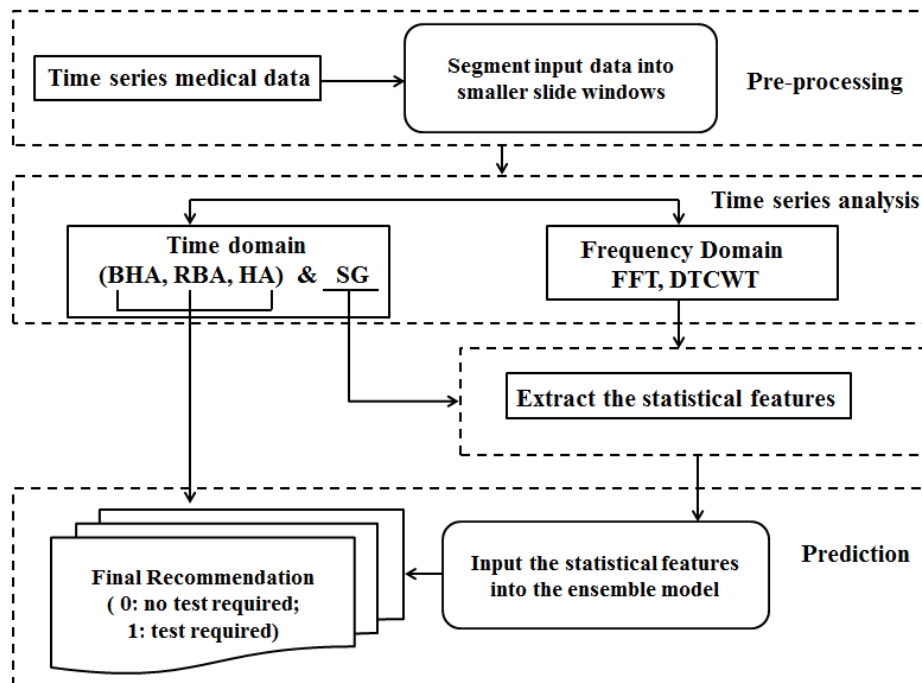 Time series medical data
Segment input data into
smaller slide windows
Pre-processing
Time series analysis
Time domain
(BHA, RBA, HA) & SG
Frequency Domain
FFT, DTCWT
Extract the statistical features
Prediction
Input the statistical features
into the ensemble model
Final Recommendation
( 0: no test required;
1: test required)